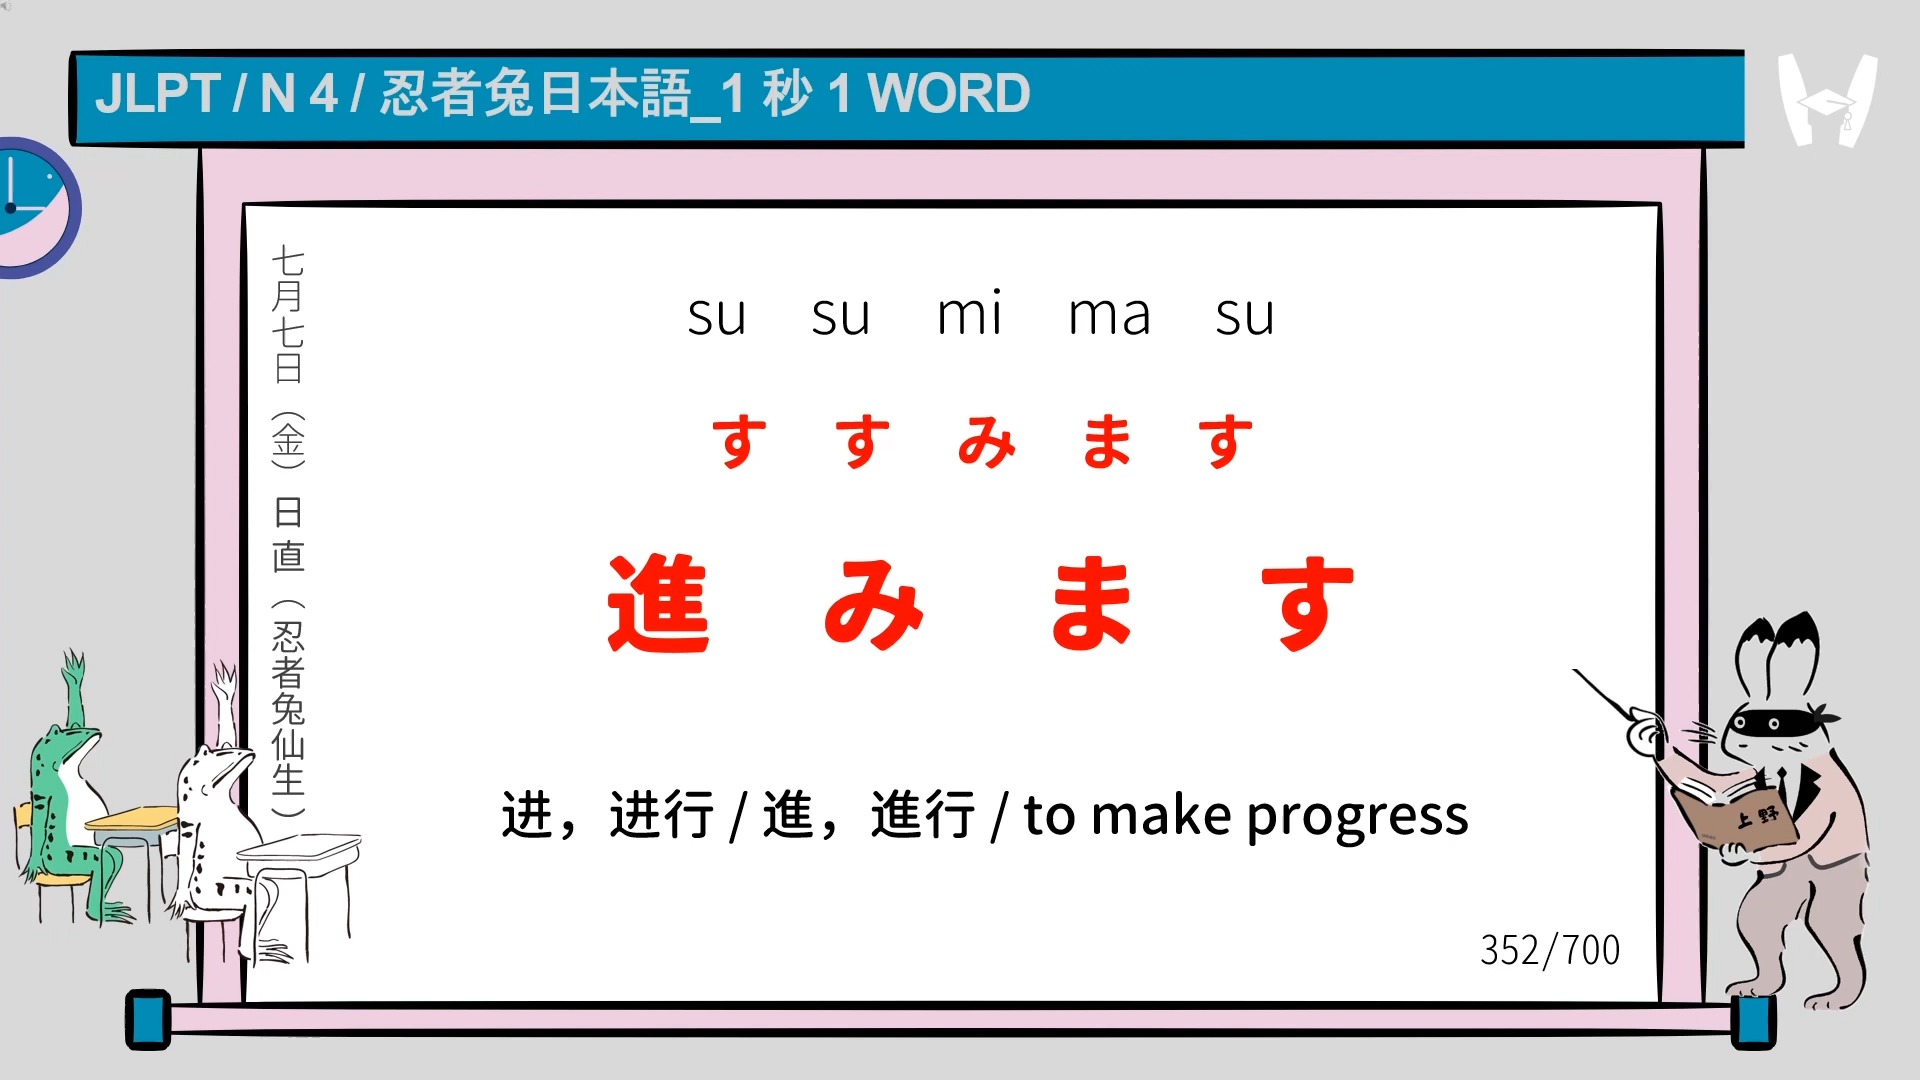 JLPT / N 4 / 忍者兔日本語_1 秒 1 WORD
七月七日（金）日直（忍者兔仙生）
su su mi ma su
す す み ま す
進 み ま す
进，进行 / 進，進行 / to make progress
上野
352/700